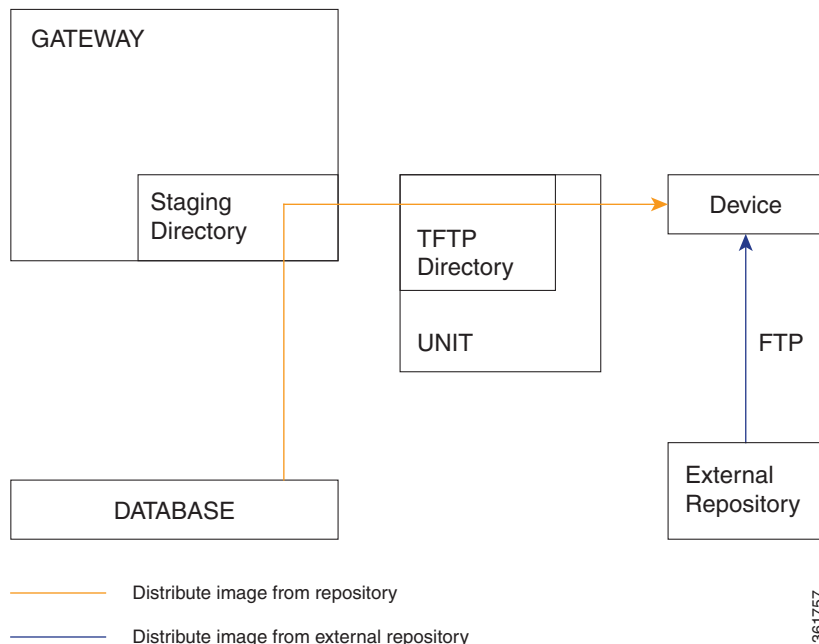 GATEWAY
Staging
Directory
TFTP
Directory
UNIT
Device
FTP
External
Repository
DATABASE
Distribute image from repository
Distribute image from external repository
361757